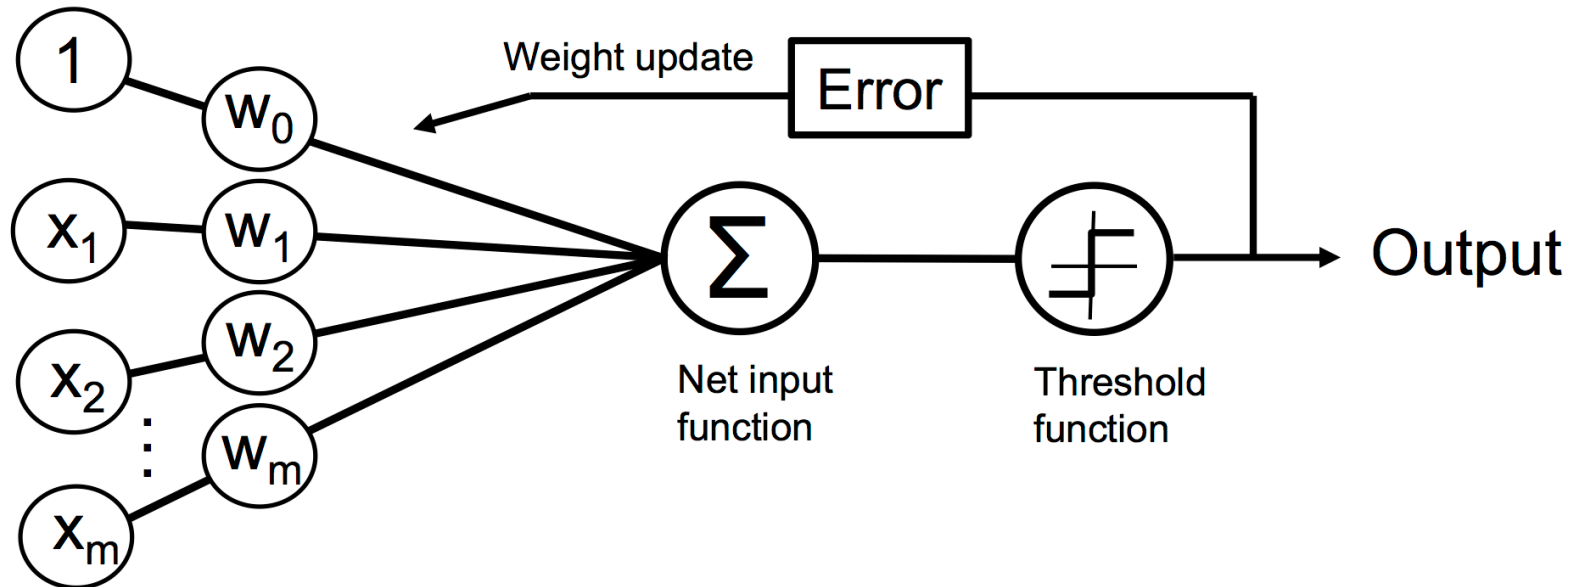 1
w0
Weight update
Error
x1
w1
Σ
Output
x2
w2
Net input
function
Threshold
function
⋮
wm
xm